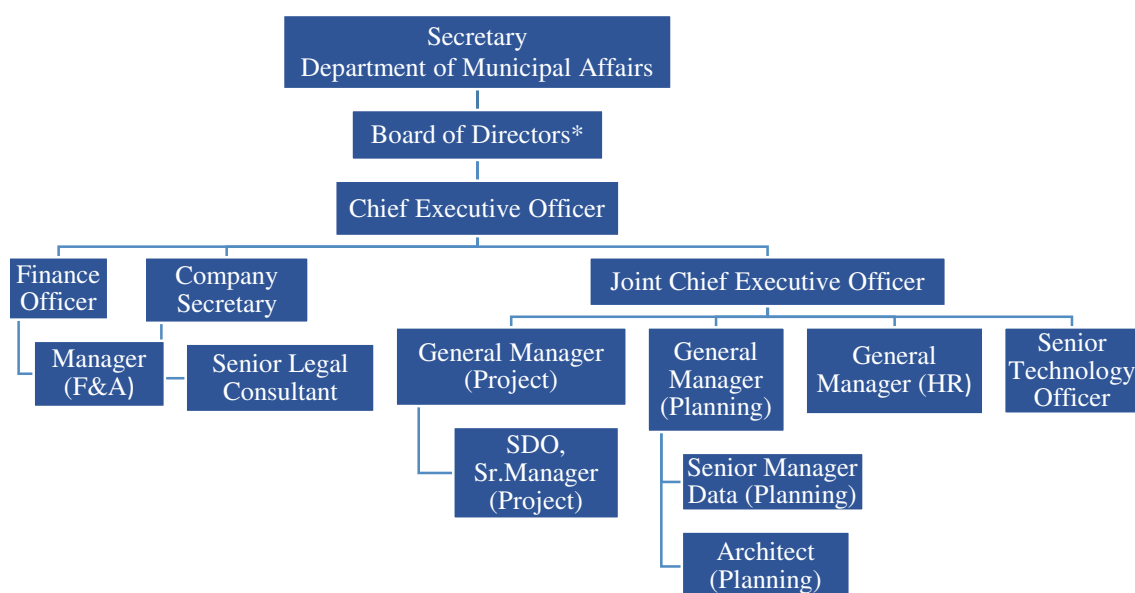 Secretary
Department of Municipal Affairs
Board of Directors*
Chief Executive Officer
Finance
Officer
Company
Secretary
Joint Chief Executive Officer
Manager
(F&A)
Senior Legal
Consultant
General Manager
(Project)
General
Manager
(Planning)
General
Manager (HR)
Senior
Technology
Officer
SDO,
Sr.Manager
(Project)
Senior Manager
Data (Planning)
Architect
(Planning)